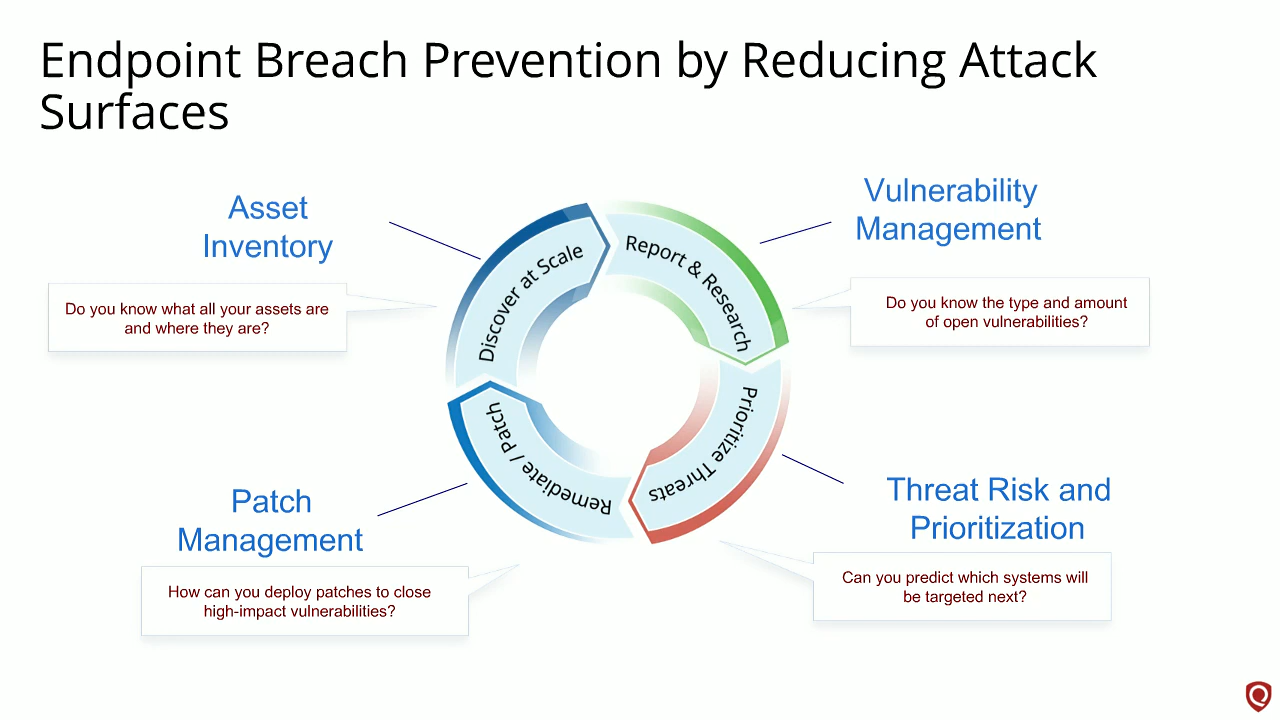 Endpoint Breach Prevention by Reducing Attack
Surfaces
Asset
Inventory
Do you know what all your assets are
and where they are?
Vulnerability
Management
Do you know the type and amount
of open vulnerabilities?
Discover at Scale
Report & Research
Prioritize Threats
Remediate / Patch
Patch
Management
How can you deploy patches to close
high-impact vulnerabilities?
Threat Risk and
Prioritization
Can you predict which systems will
be targeted next?